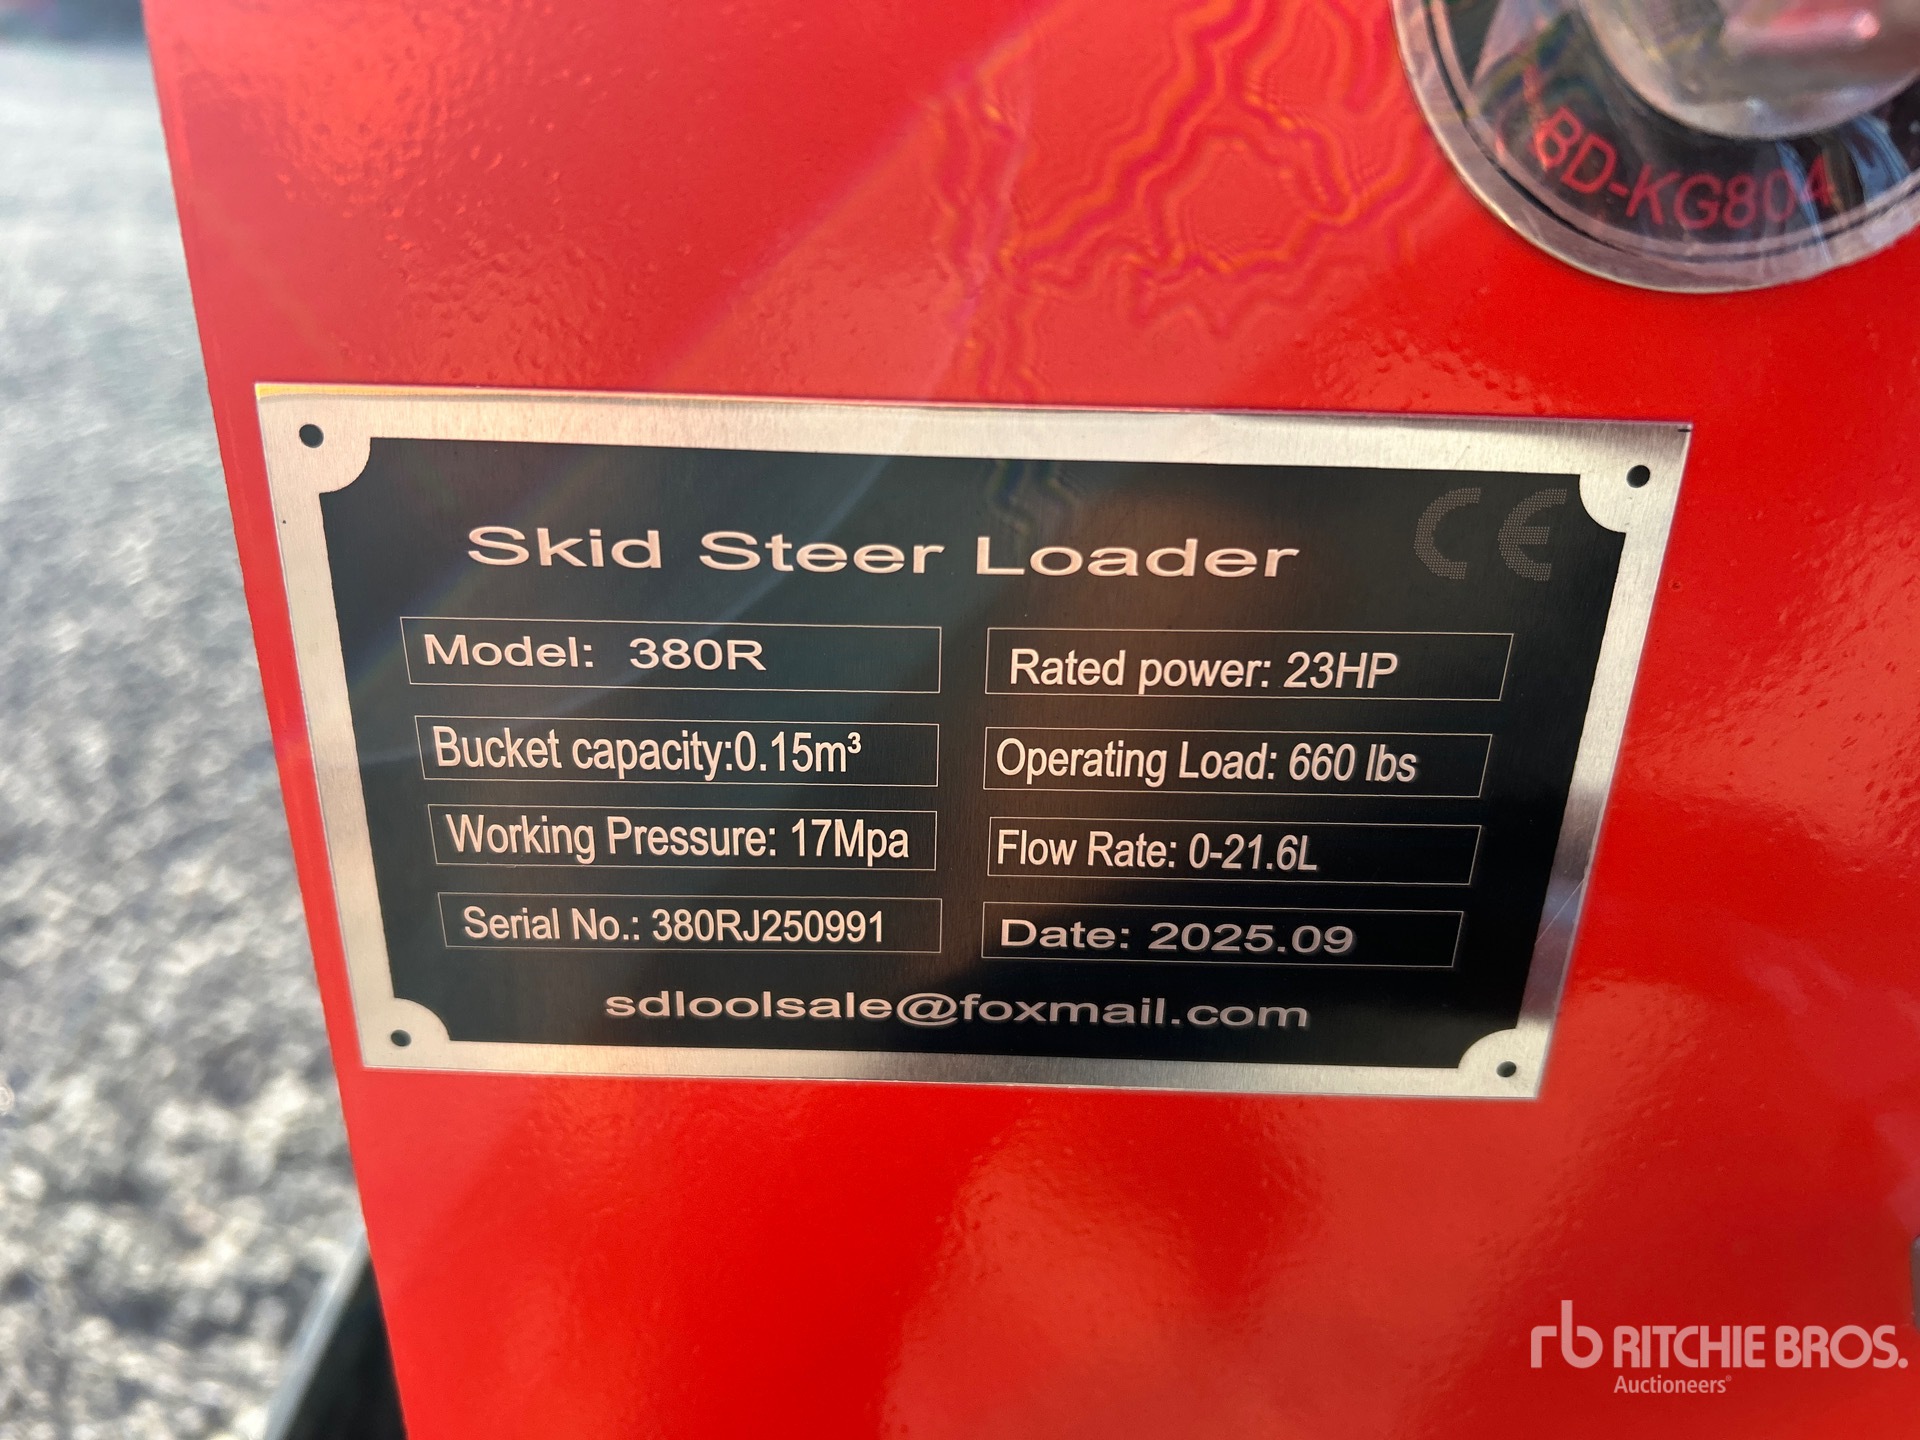 BD-KG804
CE
Skid Steer Loader
Model: 380R
Rated power: 23HP
Bucket capacity:0.15m³
Operating Load: 660 lbs
Working Pressure: 17Mpa
Flow Rate: 0-21.6L
Serial No.: 380RJ250991
Date: 2025.09
sdloolsale@foxmail.com
rb RITCHIE BROS.
Auctioneers®